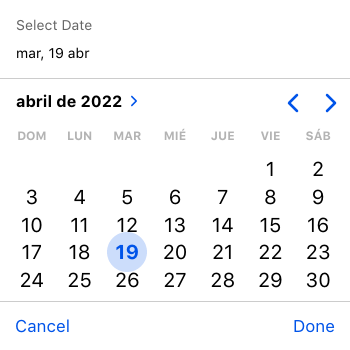 Select Date
mar, 19 abr
abril de 2022
DOM LUN MAR MIÉ JUE VIE SÁB
1 2
3 4 5 6 7 8 9
10 11 12 13 14 15 16
17 18 19 20 21 22 23
24 25 26 27 28 29 30
Cancel Done